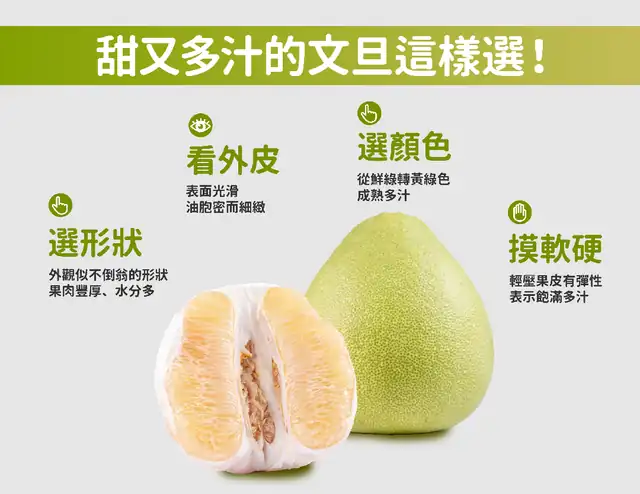 甜又多汁的文旦這樣選！
選形狀
外觀似不倒翁的形狀
果肉豐厚、水分多
看外皮
表面光滑
油胞密而細緻
選顏色
從鮮綠轉黃綠色
成熟多汁
摸軟硬
輕壓果皮有彈性
表示飽滿多汁